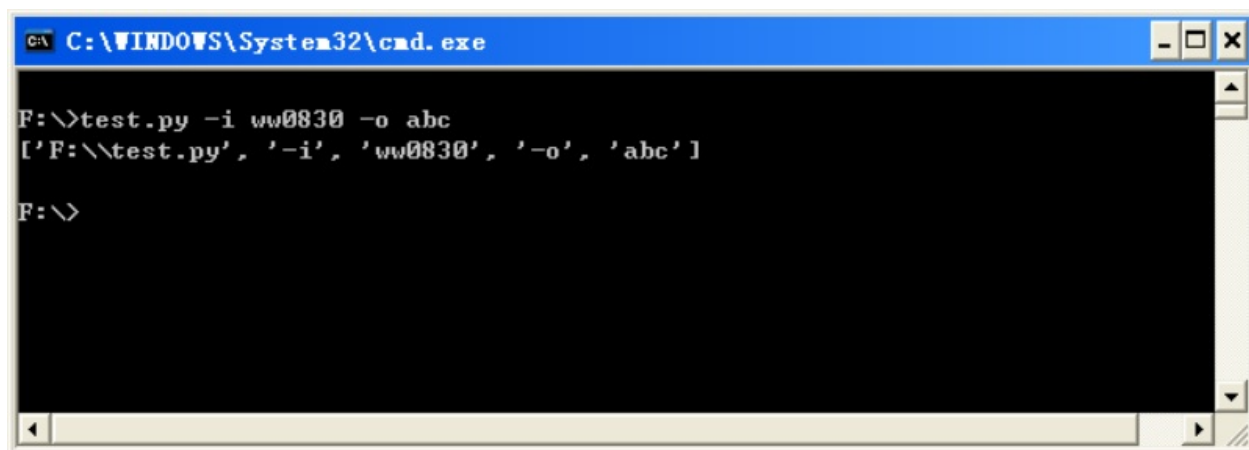 C:\WINDOWS\System32\cmd.exe
F:\>test.py -i ww0830 -o abc
['F:\\test.py', '-i', 'ww0830', '-o', 'abc']
F:\>